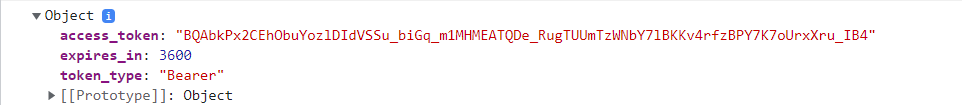 ▼Object i
access_token: "BQAbkPx2CEhObuYozlDIdVSSu_biGq_m1MHMEATQDe_RugTUUmTzWNbY7lBKKv4rfzBPY7K7oUrxXru_IB4"
expires_in: 3600
token_type: "Bearer"
▶[[Prototype]]: Object